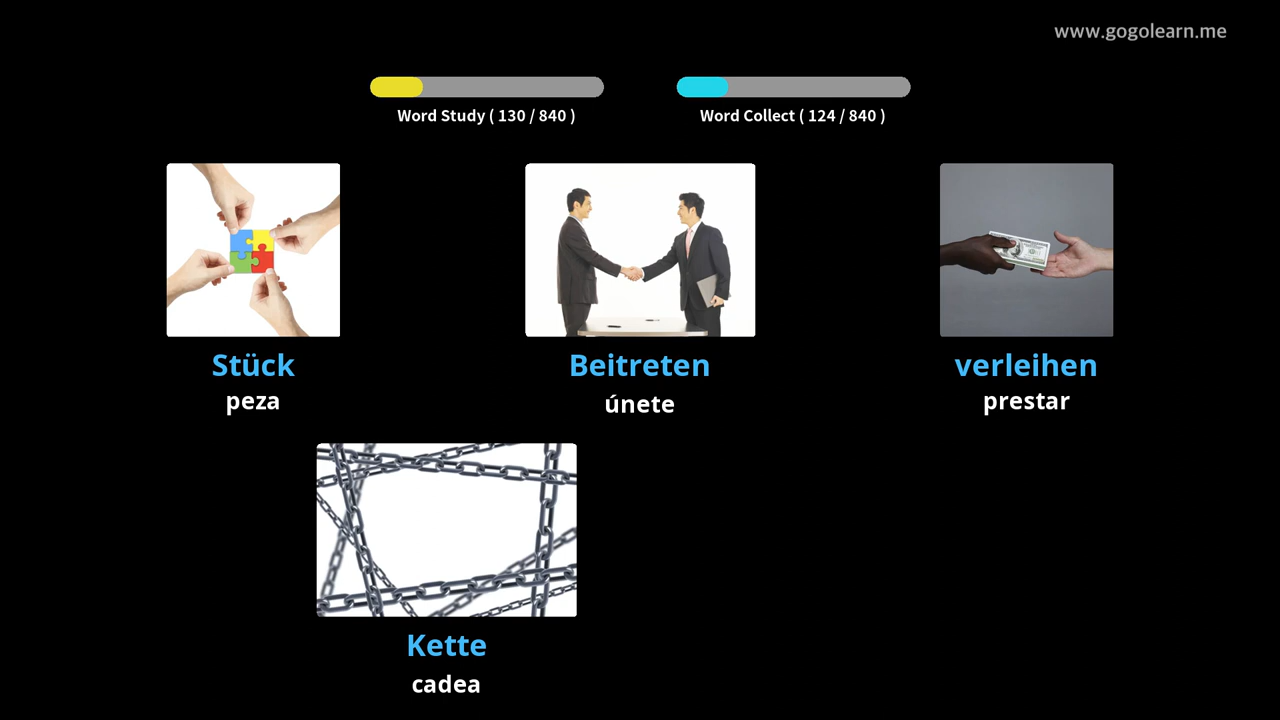 www.gogolearn.me
Word Study ( 130 / 840 )
Word Collect ( 124 / 840 )
Stück
peza
Beitreten
únete
verleihen
prestar
Kette
cadea